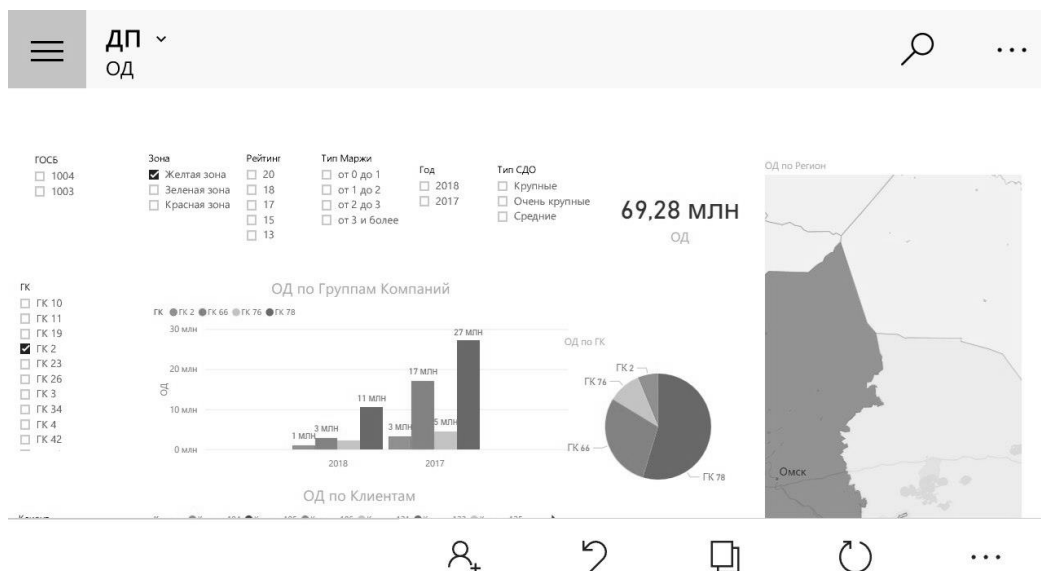 ДП
ОД
ГОСБ
1004
1003
Зона
Желтая зона
Зеленая зона
Красная зона
Рейтинг
20
18
17
15
13
Тип Маржи
от 0 до 1
от 1 до 2
от 2 до 3
от 3 и более
Год
2018
2017
Тип СДО
Крупные
Очень крупные
Средние
69,28 млн
ОД
ОД по Регион
Омск
ГК
ГК 10
ГК 11
ГК 19
ГК 2
ГК 23
ГК 26
ГК 3
ГК 34
ГК 4
ГК 42
ОД по Группам Компаний
ГК ГК 2 ГК 66 ГК 76 ГК 78
30 млн
20 млн
10 млн
0 млн
ОД
1 млн
3 млн
11 млн
3 млн
17 млн
5 млн
27 млн
2018
2017
ОД по ГК
ГК 2
ГК 76
ГК 66
ГК 78
ОД по Клиентам